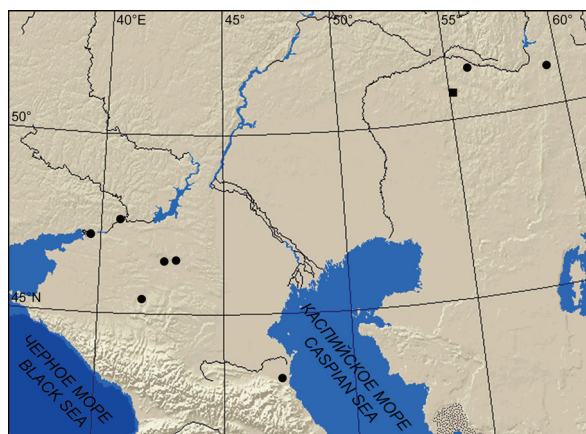 40°E 45° 50° 55° 60°
50°
45°N
ЧЕРНОЕ МОРЕ
BLACK SEA
КАСПИЙСКОЕ МОРЕ
CASPIAN SEA